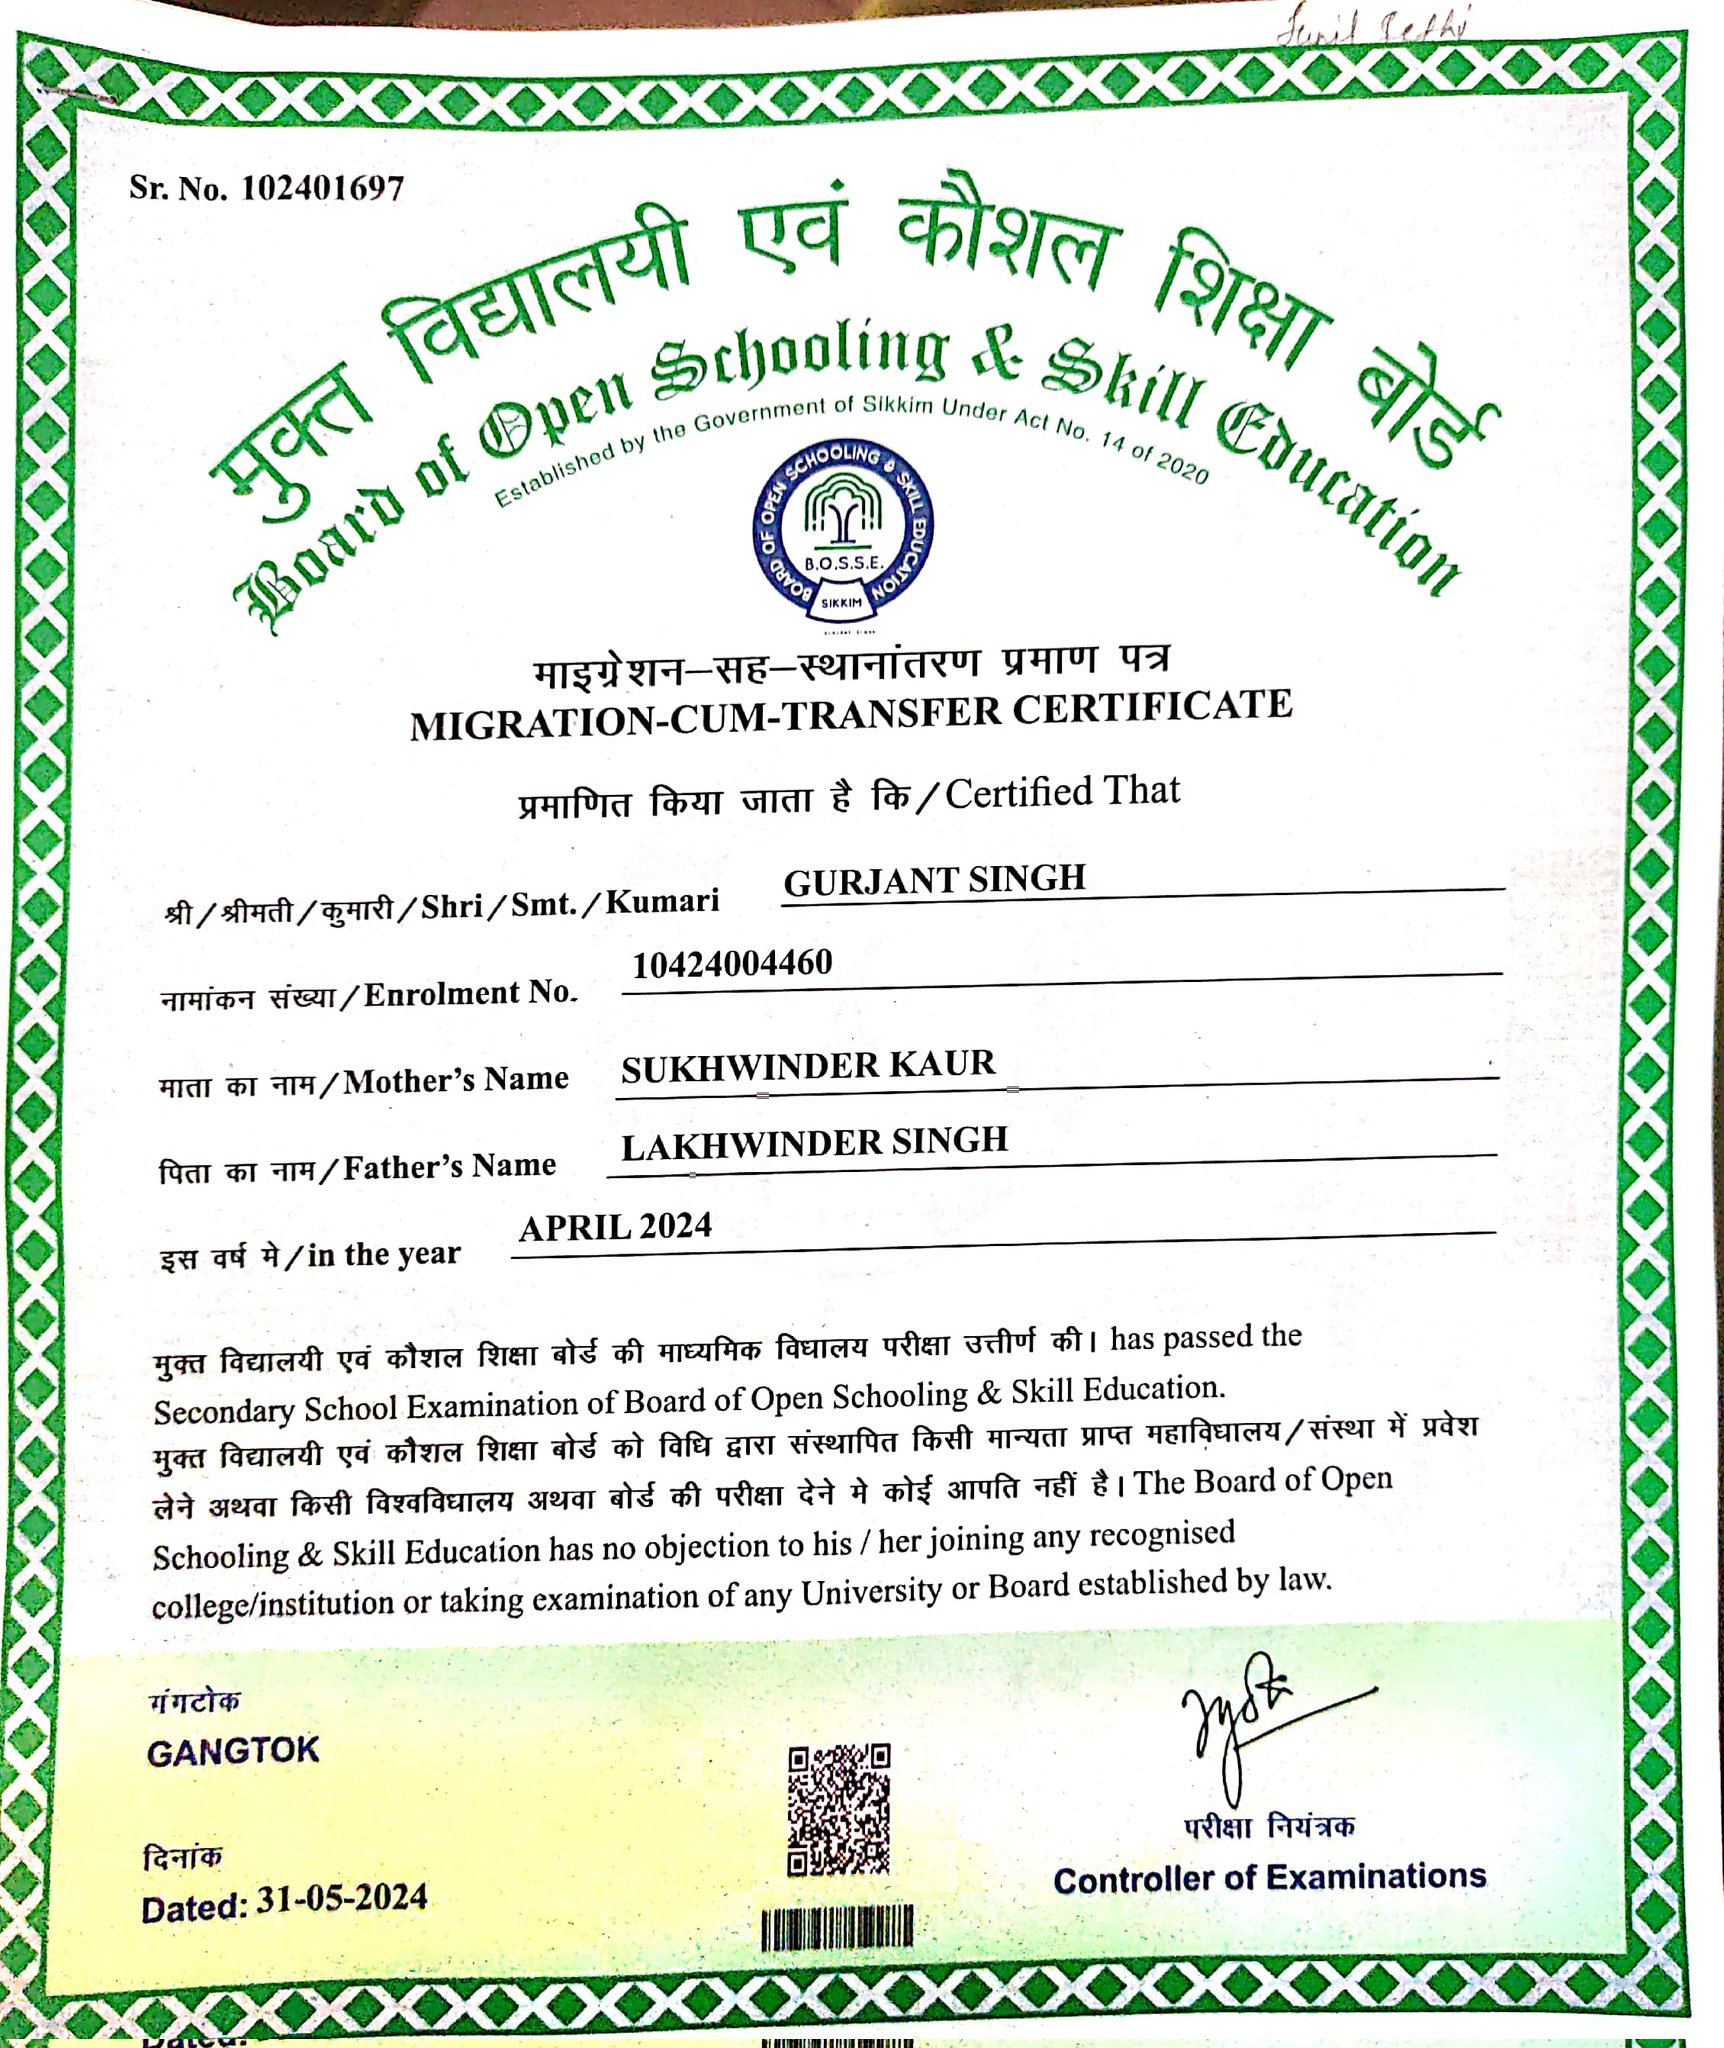 Sunil Sethi
Sr. No. 102401697
मुक्त विद्यालयी एवं कौशल शिक्षा बोर्ड
Board of Open Schooling & Skill Education
Established by the Government of Sikkim Under Act No. 14 of 2020
BOARD OF OPEN SCHOOLING & SKILL EDUCATION
B.O.S.S.E.
SIKKIM
माइग्रेशन–सह–स्थानांतरण प्रमाण पत्र
MIGRATION-CUM-TRANSFER CERTIFICATE
प्रमाणित किया जाता है कि/Certified That
श्री/श्रीमती/कुमारी/Shri/Smt./Kumari GURJANT SINGH
नामांकन संख्या/Enrolment No. 10424004460
माता का नाम/Mother's Name SUKHWINDER KAUR
पिता का नाम/Father's Name LAKHWINDER SINGH
इस वर्ष मे/in the year APRIL 2024
मुक्त विद्यालयी एवं कौशल शिक्षा बोर्ड की माध्यमिक विघालय परीक्षा उत्तीर्ण की। has passed the
Secondary School Examination of Board of Open Schooling & Skill Education.
मुक्त विद्यालयी एवं कौशल शिक्षा बोर्ड को विधि द्वारा संस्थापित किसी मान्यता प्राप्त महाविघालय/संस्था में प्रवेश
लेने अथवा किसी विश्वविघालय अथवा बोर्ड की परीक्षा देने मे कोई आपति नहीं है। The Board of Open
Schooling & Skill Education has no objection to his / her joining any recognised
college/institution or taking examination of any University or Board established by law.
गंगटोक
GANGTOK
दिनांक
Dated: 31-05-2024
परीक्षा नियंत्रक
Controller of Examinations
Dated: